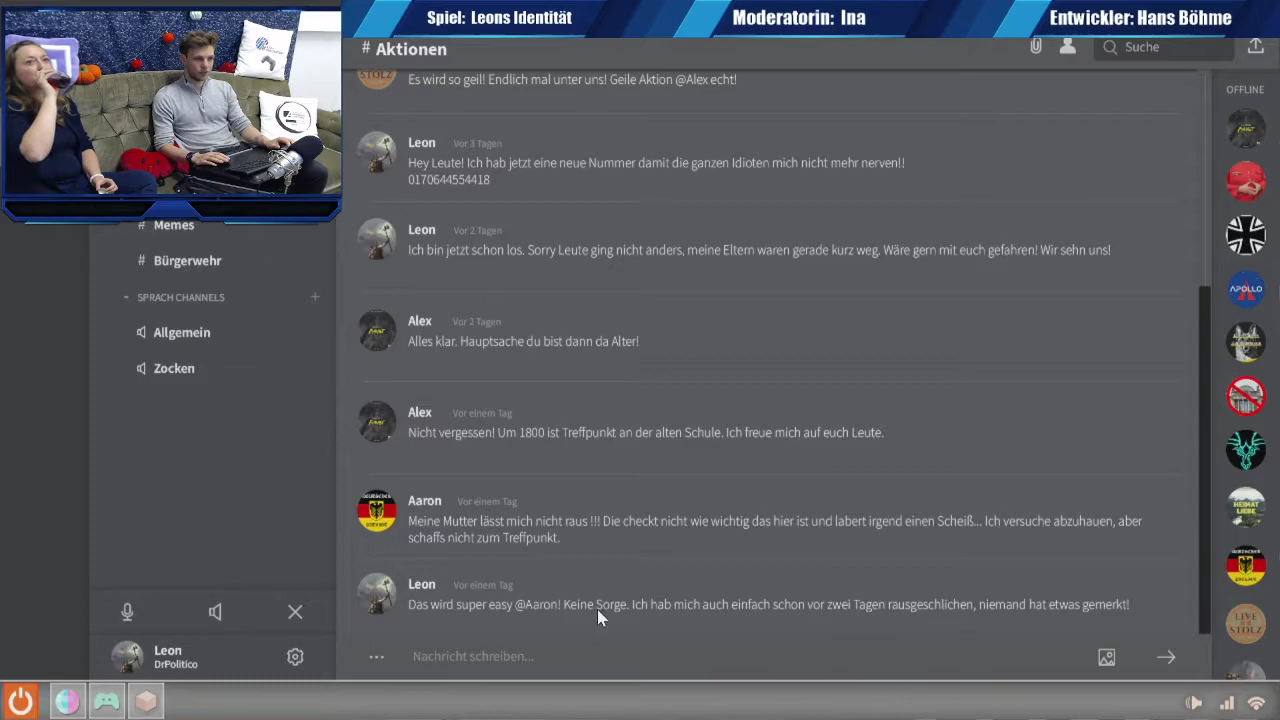 Spiel: Leons Identität
Moderatorin: Ina
Entwickler: Hans Böhme
# Aktionen
Suche
OFFLINE
STOLZ
Es wird so geil! Endlich mal unter uns! Geile Aktion @Alex echt!
Leon Vor 3 Tagen
Hey Leute! Ich hab jetzt eine neue Nummer damit die ganzen Idioten mich nicht mehr nerven!!
0170644554418
Leon Vor 2 Tagen
Ich bin jetzt schon los. Sorry Leute ging nicht anders, meine Eltern waren gerade kurz weg. Wäre gern mit euch gefahren! Wir sehn uns!
Alex Vor 2 Tagen
Alles klar. Hauptsache du bist dann da Alter!
Alex Vor einem Tag
Nicht vergessen! Um 1800 ist Treffpunkt an der alten Schule. Ich freue mich auf euch Leute.
Aaron Vor einem Tag
Meine Mutter lässt mich nicht raus !!! Die checkt nicht wie wichtig das hier ist und labert irgend einen Scheiß... Ich versuche abzuhauen, aber
schaffs nicht zum Treffpunkt.
Leon Vor einem Tag
Das wird super easy @Aaron! Keine Sorge. Ich hab mich auch einfach schon vor zwei Tagen rausgeschlichen, niemand hat etwas gemerkt!
Nachricht schreiben...
# Memes
# Bürgerwehr
- SPRACH CHANNELS +
Allgemein
Zocken
Leon
DrPolitico
APOLLO
HEIMAT
LIEBE
LIVE
STOLZ